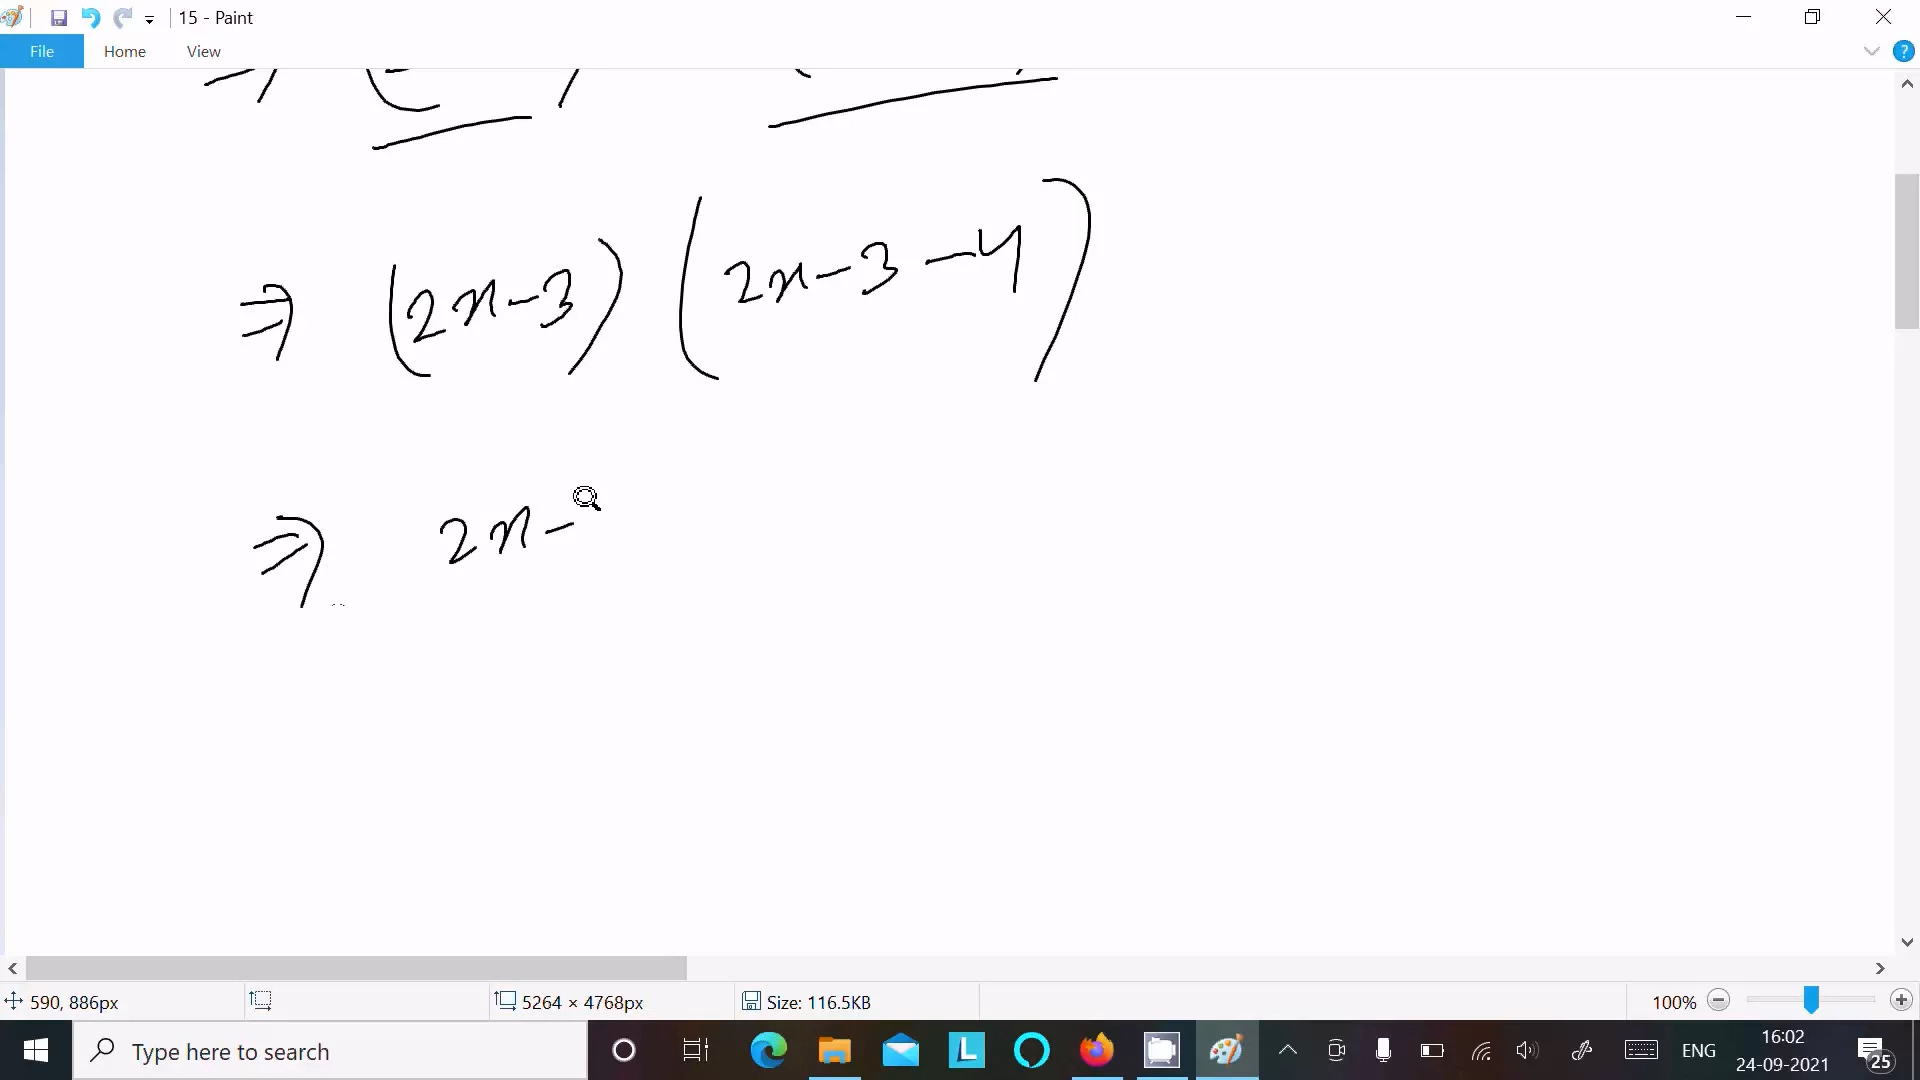 15 - Paint
File Home View
⇒ (2x-3) (2x-3-4)
⇒ 2x-
590, 886px 5264 × 4768px Size: 116.5KB 100%
Type here to search L ENG 16:02
24-09-2021 25